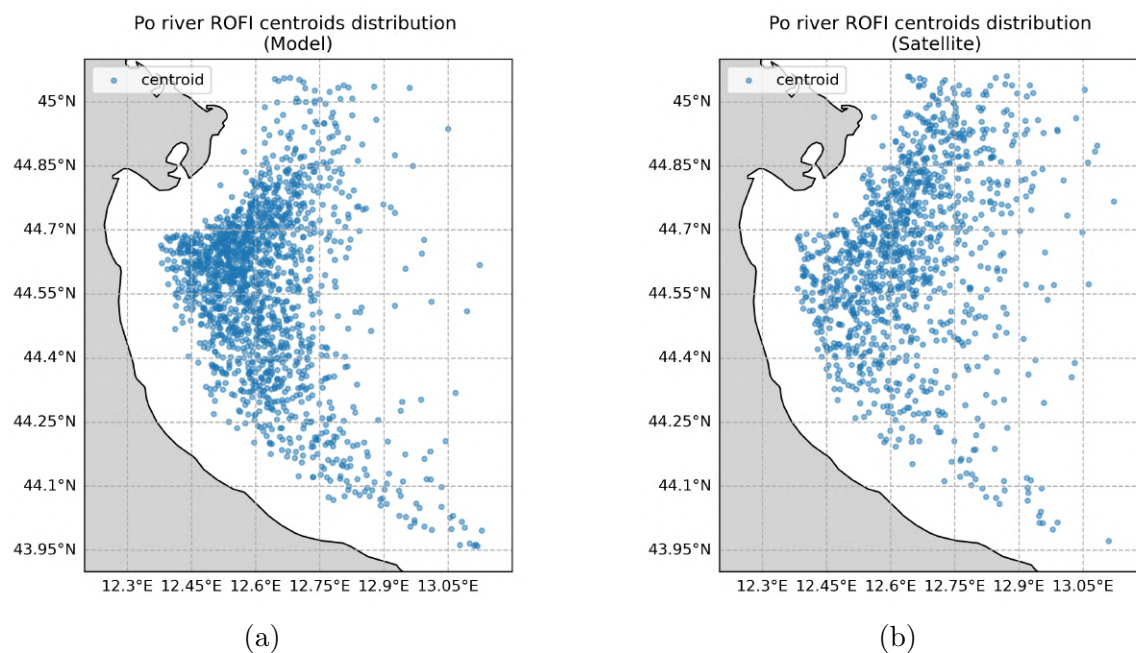 Po river ROFI centroids distribution
(Model)
centroid
45°N
44.85°N
44.7°N
44.55°N
44.4°N
44.25°N
44.1°N
43.95°N
12.3°E 12.45°E 12.6°E 12.75°E 12.9°E 13.05°E
(a)
Po river ROFI centroids distribution
(Satellite)
centroid
45°N
44.85°N
44.7°N
44.55°N
44.4°N
44.25°N
44.1°N
43.95°N
12.3°E 12.45°E 12.6°E 12.75°E 12.9°E 13.05°E
(b)